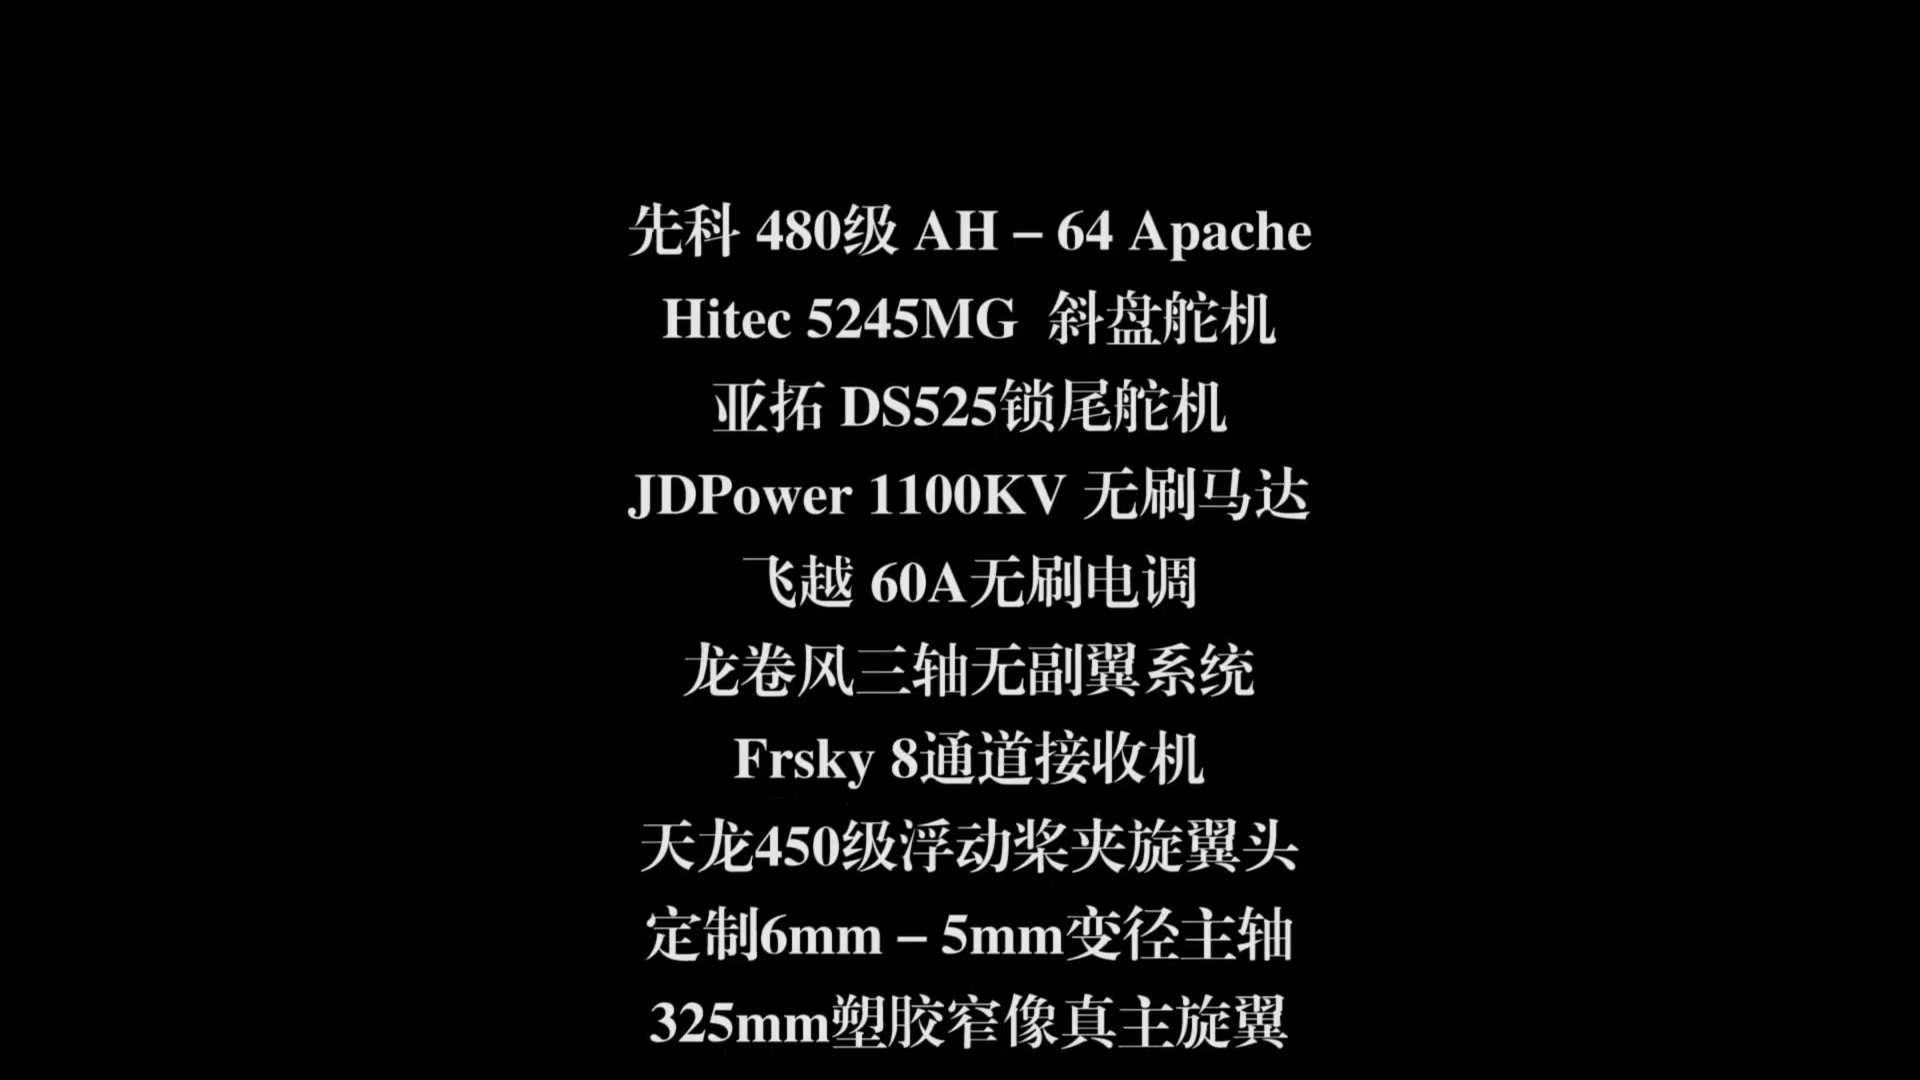 先科 480级 AH – 64 Apache
Hitec 5245MG 斜盘舵机
亚拓 DS525锁尾舵机
JDPower 1100KV 无刷马达
飞越 60A无刷电调
龙卷风三轴无副翼系统
Frsky 8通道接收机
天龙450级浮动桨夹旋翼头
定制6mm – 5mm变径主轴
325mm塑胶窄像真主旋翼